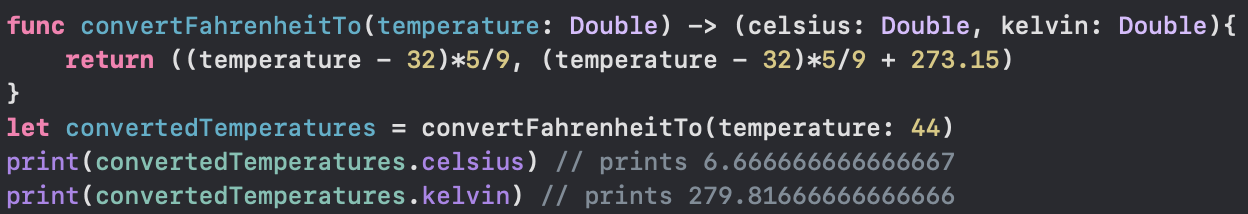 func convertFahrenheitTo(temperature: Double) -> (celsius: Double, kelvin: Double){
    return ((temperature - 32)*5/9, (temperature - 32)*5/9 + 273.15)
}
let convertedTemperatures = convertFahrenheitTo(temperature: 44)
print(convertedTemperatures.celsius) // prints 6.666666666666667
print(convertedTemperatures.kelvin) // prints 279.81666666666666